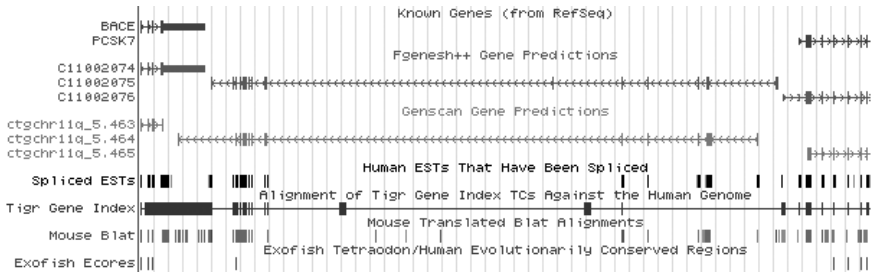 Known Genes (from RefSeq)
BACE
PCSK7
Fgenesh++ Gene Predictions
C11002074
C11002075
C11002076
Genscan Gene Predictions
ctgchr11q_5.463
ctgchr11q_5.464
ctgchr11q_5.465
Human ESTs That Have Been Spliced
Spliced ESTs
Alignment of Tigr Gene Index TCs Against the Human Genome
Tigr Gene Index
Mouse Translated Blat Alignments
Mouse Blat
Exofish Tetraodon/Human Evolutionarily Conserved Regions
Exofish Ecores